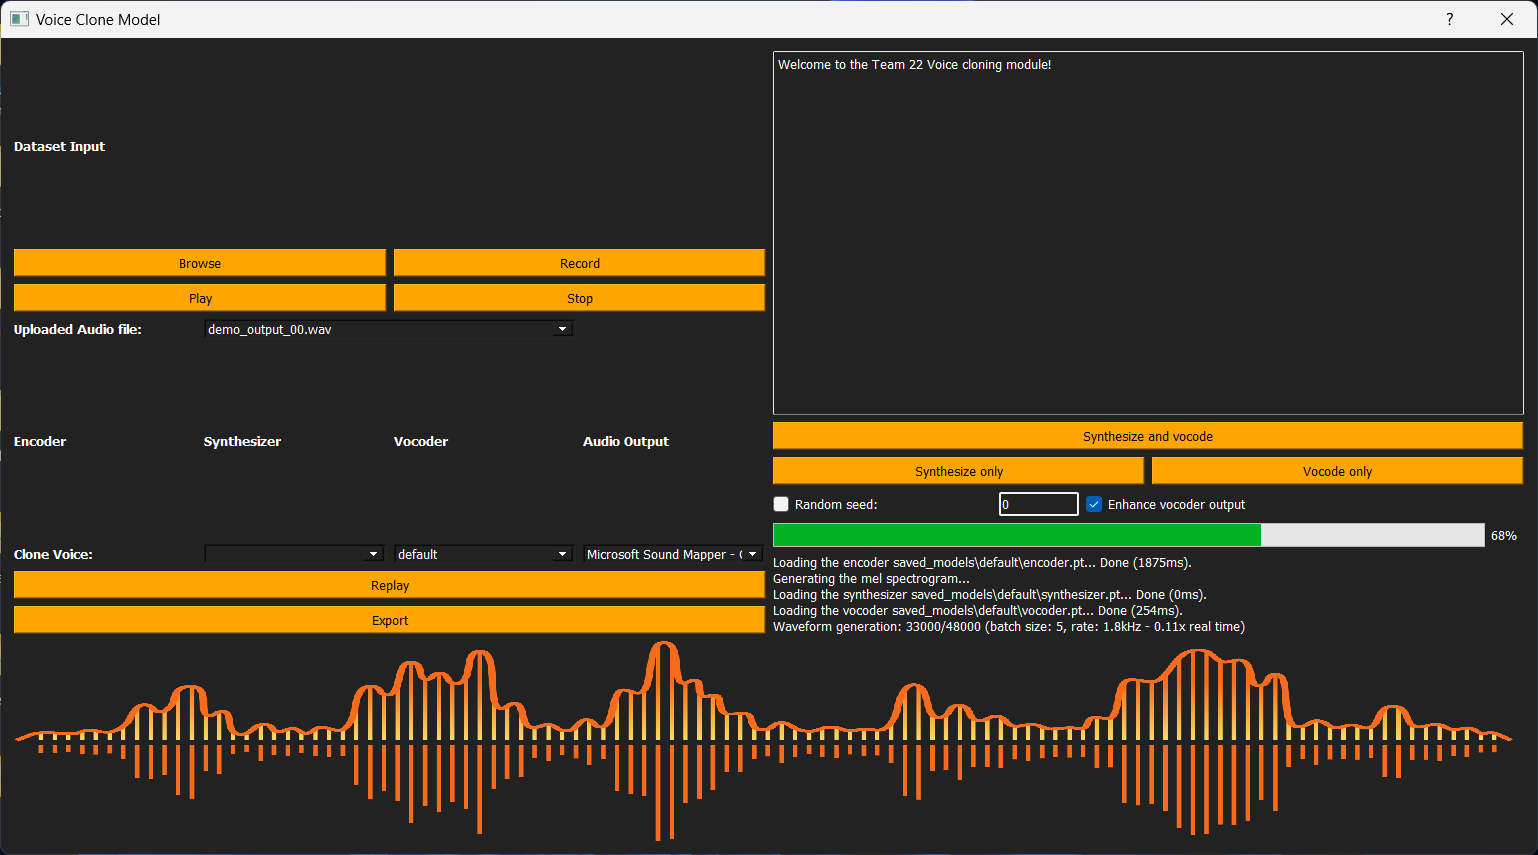 Voice Clone Model
?
Dataset Input
Browse
Record
Play
Stop
Uploaded Audio file:
demo_output_00.wav
Encoder
Synthesizer
Vocoder
Audio Output
Clone Voice:
default
Microsoft Sound Mapper - (
Replay
Export
Welcome to the Team 22 Voice cloning module!
Synthesize and vocode
Synthesize only
Vocode only
Random seed:
0
Enhance vocoder output
68%
Loading the encoder saved_models\default\encoder.pt... Done (1875ms).
Generating the mel spectrogram...
Loading the synthesizer saved_models\default\synthesizer.pt... Done (0ms).
Loading the vocoder saved_models\default\vocoder.pt... Done (254ms).
Waveform generation: 33000/48000 (batch size: 5, rate: 1.8kHz - 0.11x real time)